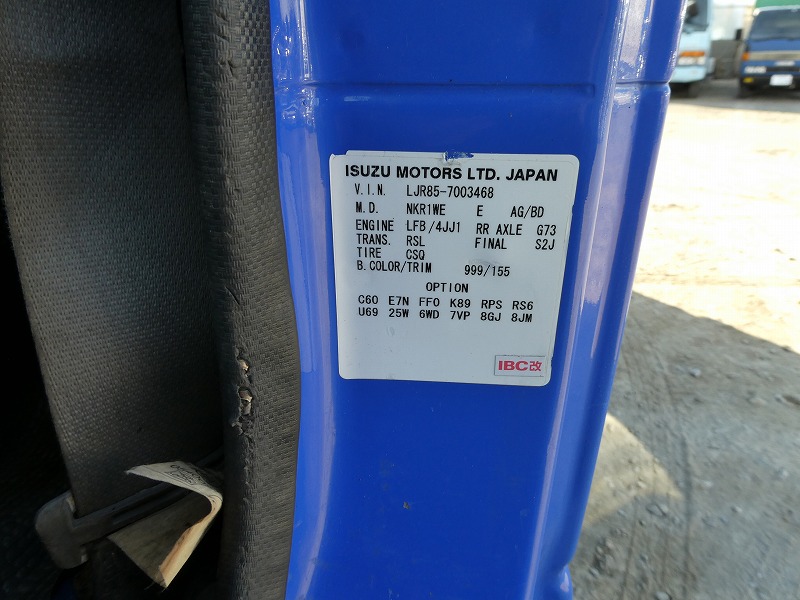 ISUZU MOTORS LTD. JAPAN
V.I.N. LJR85-7003468
M.D. NKR1WE E AG/BD
ENGINE LFB/4JJ1 RR AXLE G73
TRANS. RSL FINAL S2J
TIRE CSQ
B.COLOR/TRIM 999/155
OPTION
C60 E7N FF0 K89 RPS RS6
U69 25W 6WD 7VP 8GJ 8JM
IBC改